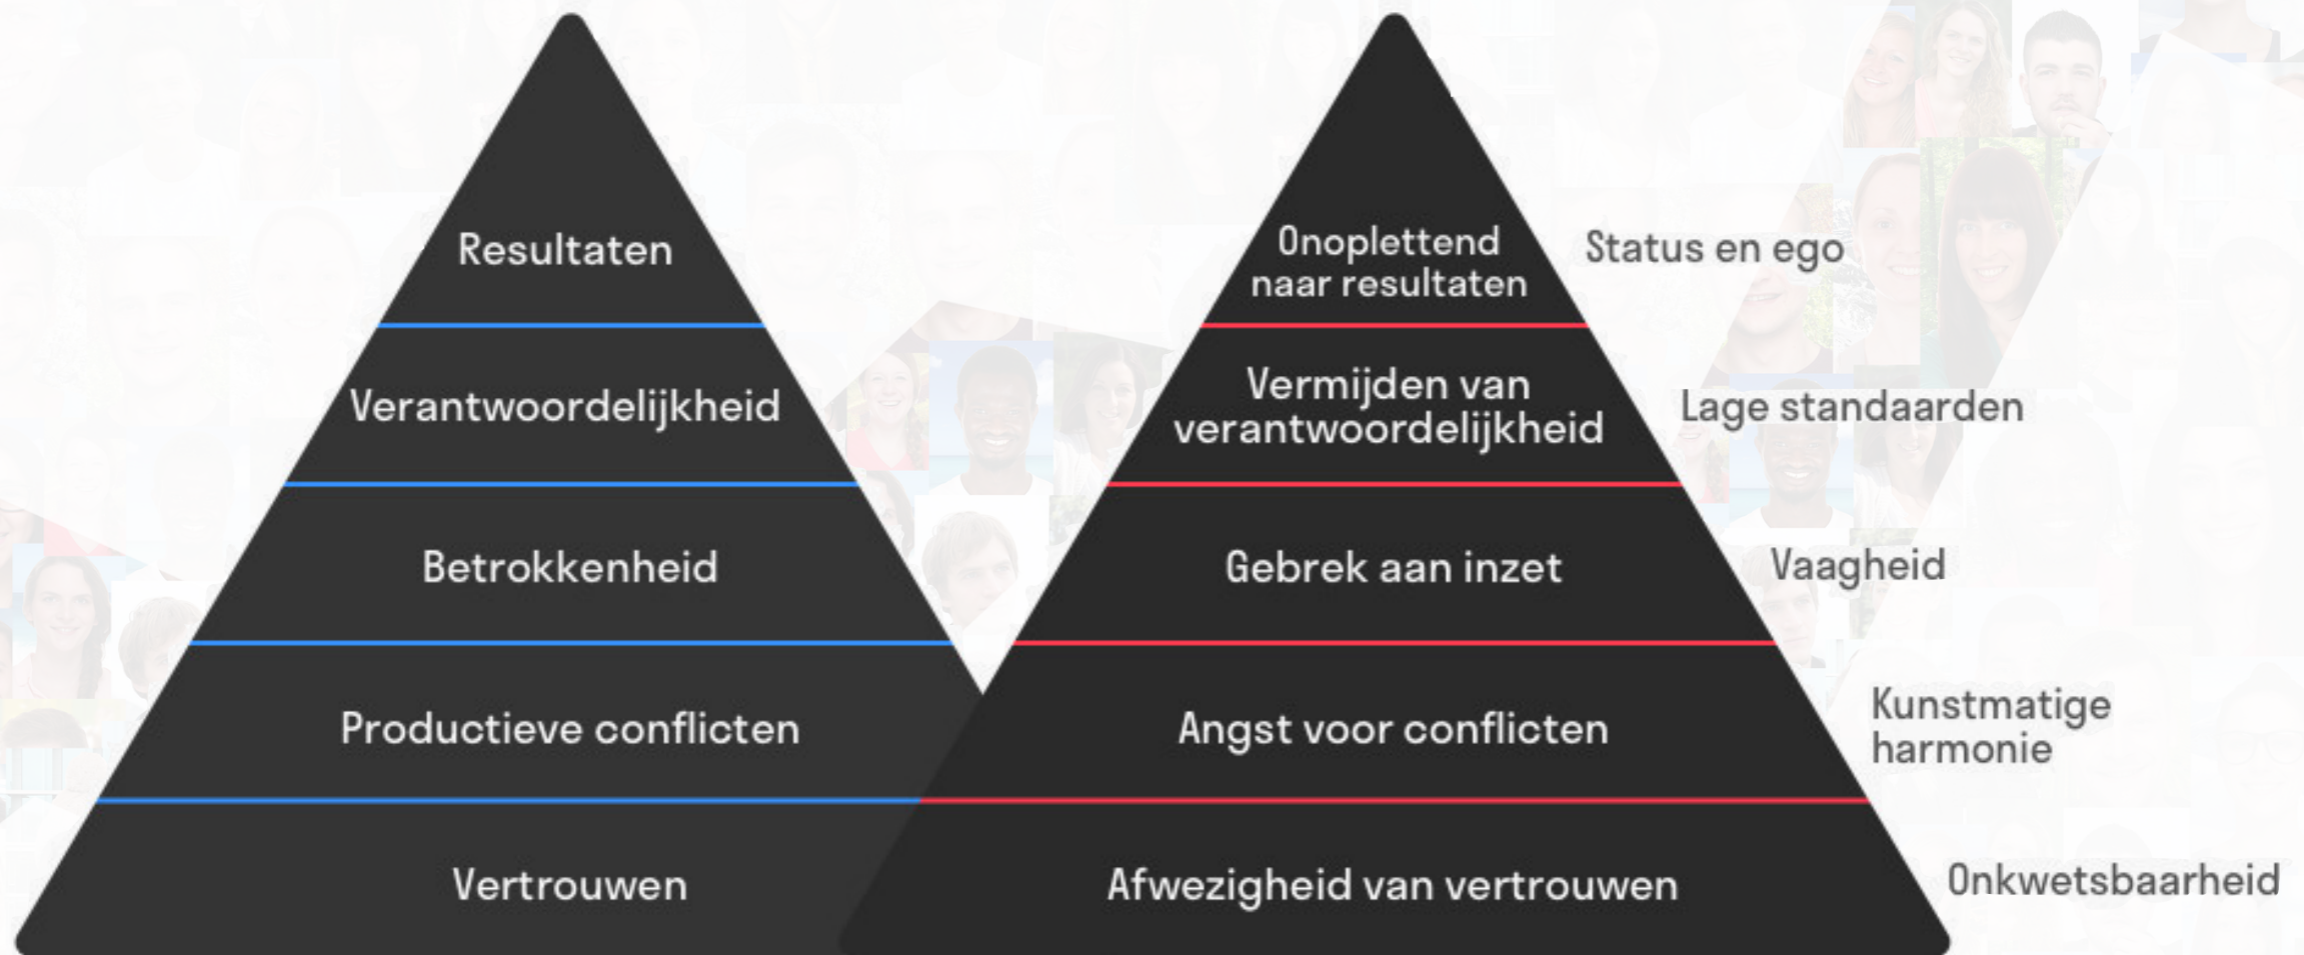 Resultaten
Verantwoordelijkheid
Betrokkenheid
Productieve conflicten
Vertrouwen
Onoplettend
naar resultaten
Status en ego
Vermijden van
verantwoordelijkheid
Lage standaarden
Gebrek aan inzet
Vaagheid
Angst voor conflicten
Kunstmatige
harmonie
Afwezigheid van vertrouwen
Onkwetsbaarheid